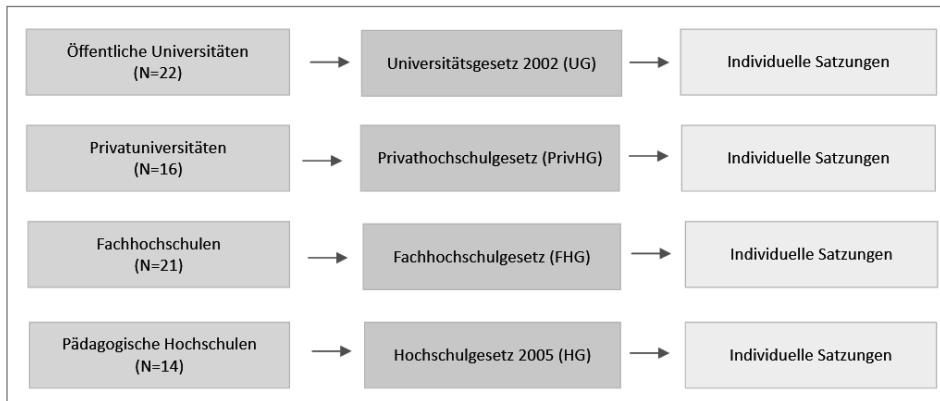 Öffentliche Universitäten
(N=22)
Universitätsgesetz 2002 (UG)
Individuelle Satzungen
Privatuniversitäten
(N=16)
Privathochschulgesetz (PrivHG)
Individuelle Satzungen
Fachhochschulen
(N=21)
Fachhochschulgesetz (FHG)
Individuelle Satzungen
Pädagogische Hochschulen
(N=14)
Hochschulgesetz 2005 (HG)
Individuelle Satzungen